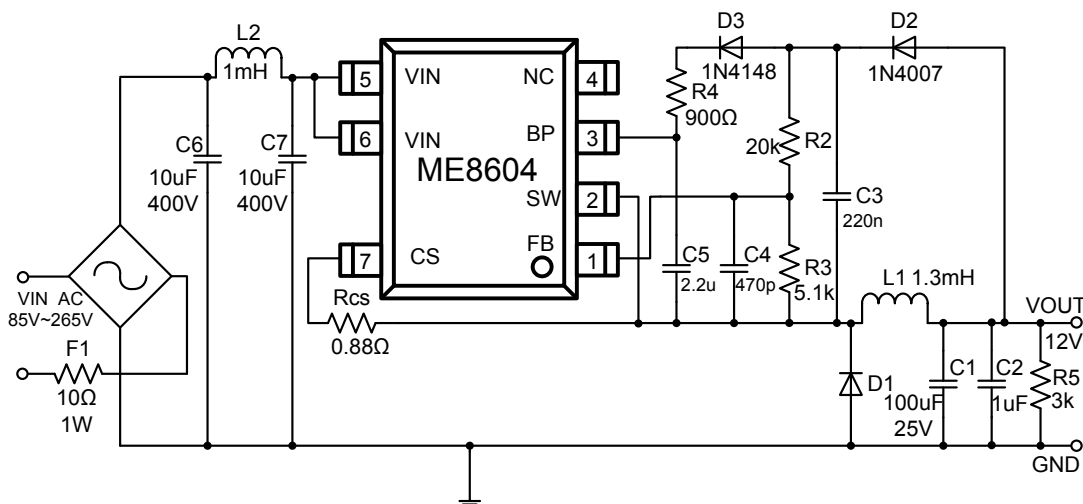 L2
1mH
C6
10uF
400V
C7
10uF
400V
5
VIN
6
VIN
7
CS
ME8604
NC
4
BP
3
SW
2
FB
1
D3
1N4148
D2
1N4007
R4
900Ω
R2
20k
C3
220n
C5
2.2u
C4
470p
R3
5.1k
L1 1.3mH
VOUT
12V
Rcs
0.88Ω
VIN AC
85V~265V
F1
10Ω
1W
D1
C1
100uF
25V
C2
1uF
R5
3k
GND